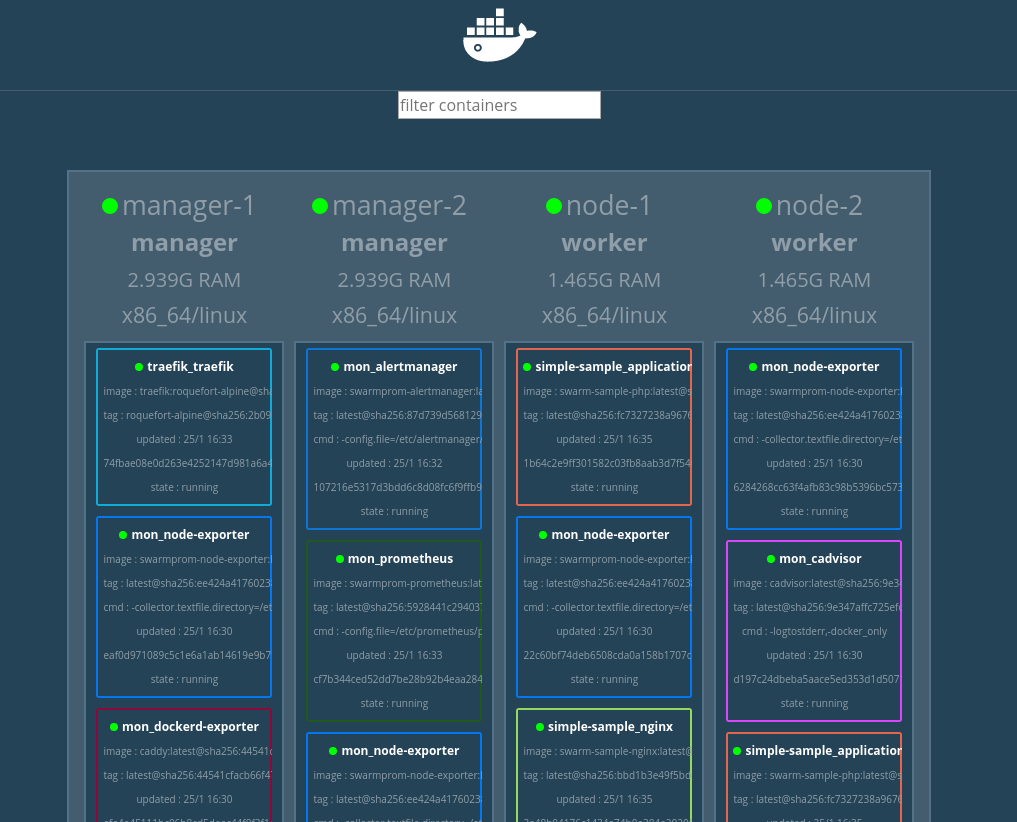 filter containers
manager-1
manager
2.939G RAM
x86_64/linux
traefik_traefik
image : traefik:roquefort-alpine@sha
tag : roquefort-alpine@sha256:2b09
updated : 25/1 16:33
74fbae08e0d263e4252147d981a6a4
state : running
mon_node-exporter
image : swarmprom-node-exporter:
tag : latest@sha256:ee424a4176023
cmd : -collector.textfile.directory=/et
updated : 25/1 16:30
eaf0d971089c5c1e6a1ab14619e9b7
state : running
mon_dockerd-exporter
image : caddy:latest@sha256:44541c
tag : latest@sha256:44541cfacb66f4
updated : 25/1 16:30
manager-2
manager
2.939G RAM
x86_64/linux
mon_alertmanager
image : swarmprom-alertmanager:la
tag : latest@sha256:87d739d568129
cmd : -config.file=/etc/alertmanager/
updated : 25/1 16:32
107216e5317d3bdd6c8d08fc6f9ffb9
state : running
mon_prometheus
image : swarmprom-prometheus:lat
tag : latest@sha256:5928441c29403
cmd : -config.file=/etc/prometheus/p
updated : 25/1 16:33
cf7b344ced52dd7be28b92b4eaa284
state : running
mon_node-exporter
image : swarmprom-node-exporter:
tag : latest@sha256:ee424a4176023
node-1
worker
1.465G RAM
x86_64/linux
simple-sample_application
image : swarm-sample-php:latest@s
tag : latest@sha256:fc7327238a9676
updated : 25/1 16:35
1b64c2e9ff301582c03fb8aab3d7f54
state : running
mon_node-exporter
image : swarmprom-node-exporter:
tag : latest@sha256:ee424a4176023
cmd : -collector.textfile.directory=/et
updated : 25/1 16:30
22c60bf74deb6508cda0a158b1707c
state : running
simple-sample_nginx
image : swarm-sample-nginx:latest@
tag : latest@sha256:bbd1b3e49f5bd
updated : 25/1 16:35
node-2
worker
1.465G RAM
x86_64/linux
mon_node-exporter
image : swarmprom-node-exporter:
tag : latest@sha256:ee424a4176023
cmd : -collector.textfile.directory=/et
updated : 25/1 16:30
6284268cc63f4afb83c98b5396bc573
state : running
mon_cadvisor
image : cadvisor:latest@sha256:9e34
tag : latest@sha256:9e347affc725efc
cmd : -logtostderr,-docker_only
updated : 25/1 16:30
d197c24dbeba5aace5ed353d1d507
state : running
simple-sample_application
image : swarm-sample-php:latest@s
tag : latest@sha256:fc7327238a9676